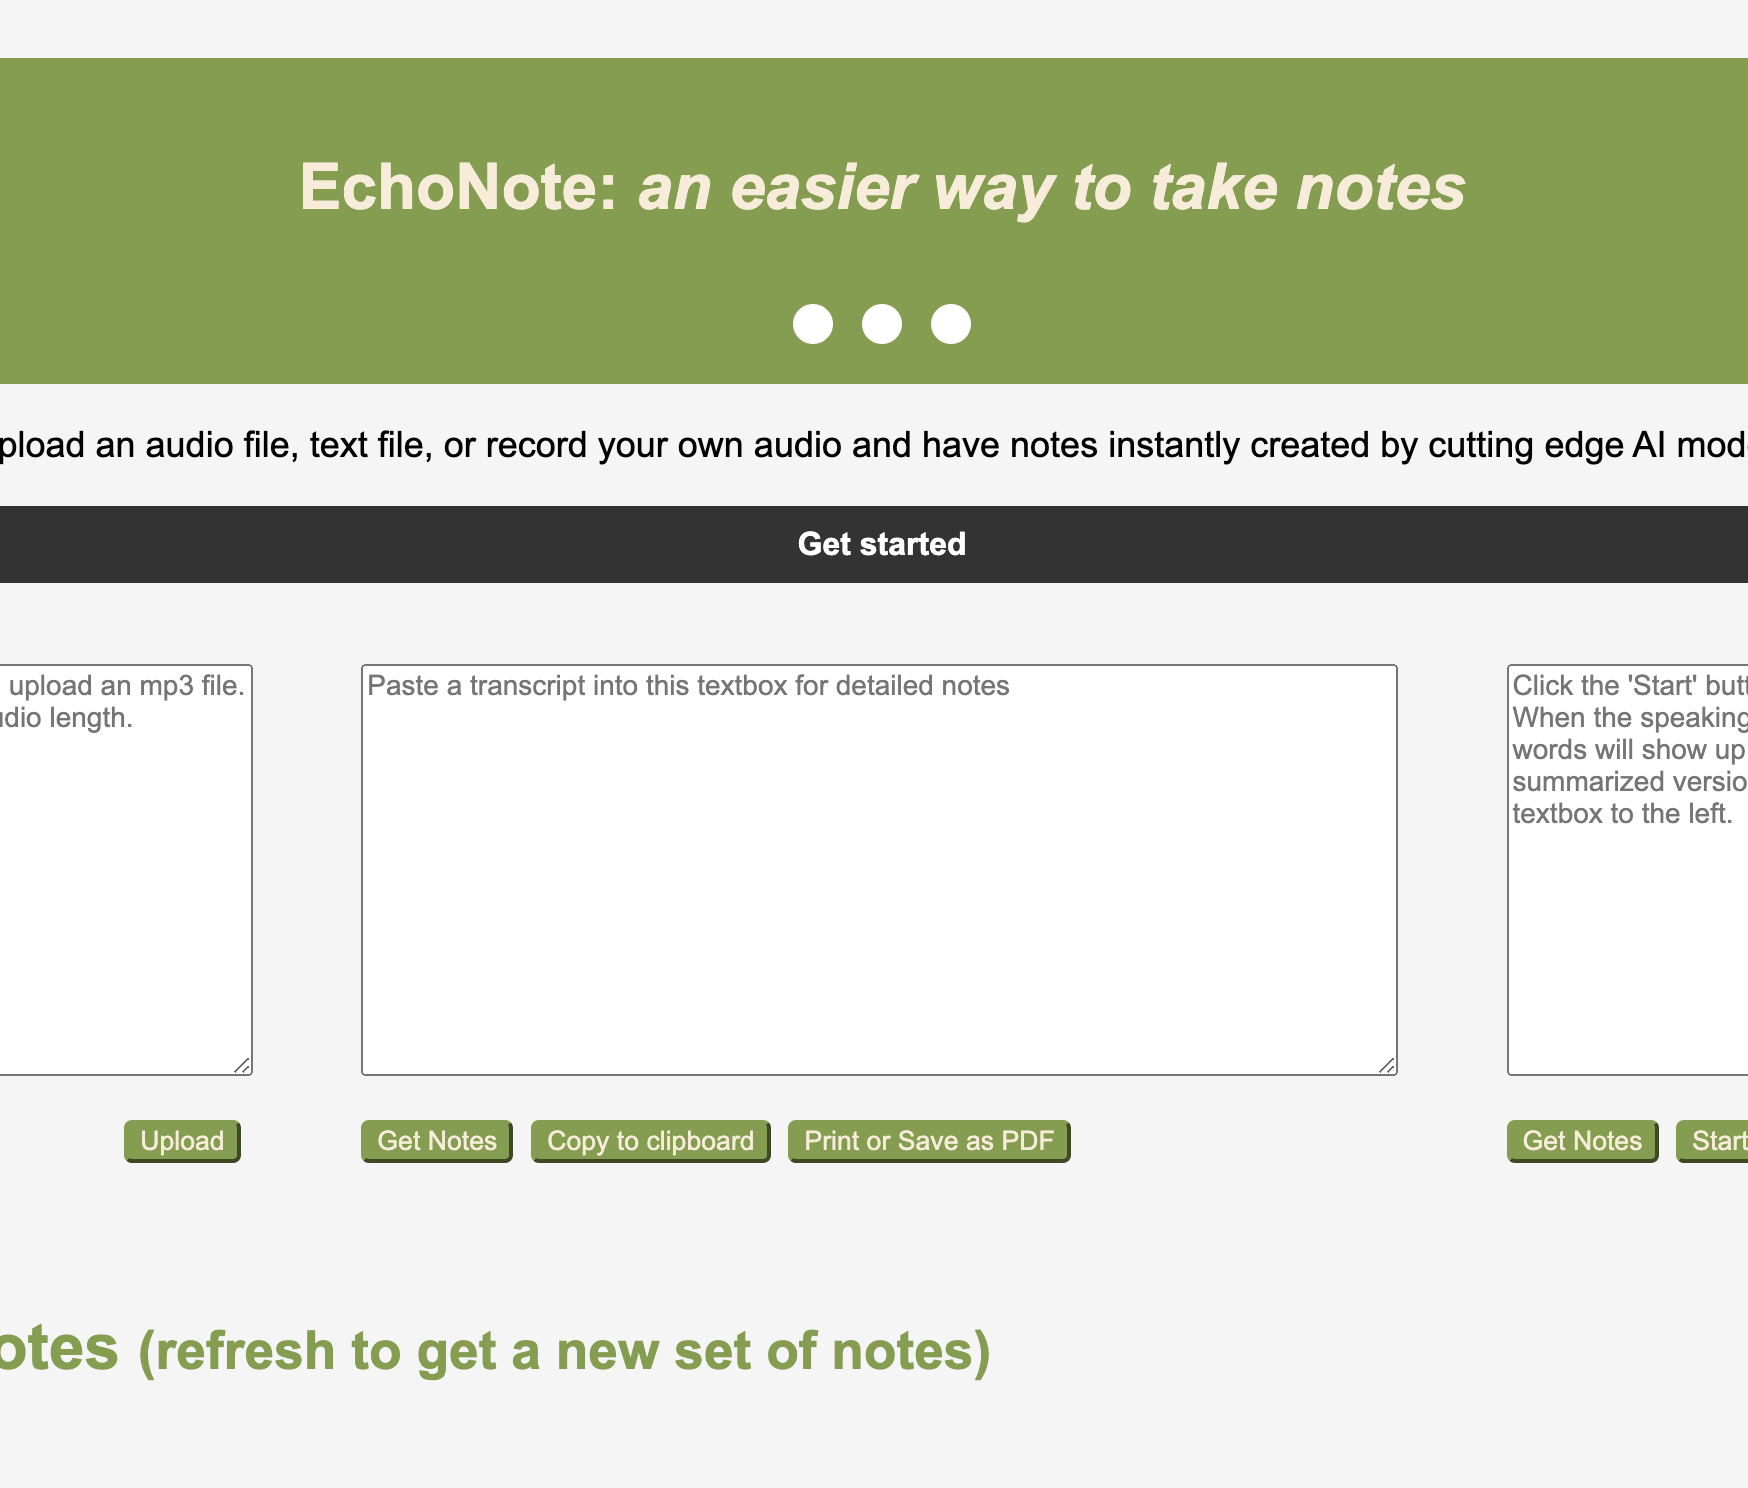 EchoNote: an easier way to take notes
pload an audio file, text file, or record your own audio and have notes instantly created by cutting edge AI mod
Get started
upload an mp3 file.
udio length.
Paste a transcript into this textbox for detailed notes
Click the 'Start' butt
When the speaking
words will show up
summarized versio
textbox to the left.
Upload
Get Notes
Copy to clipboard
Print or Save as PDF
Get Notes
Start
otes (refresh to get a new set of notes)